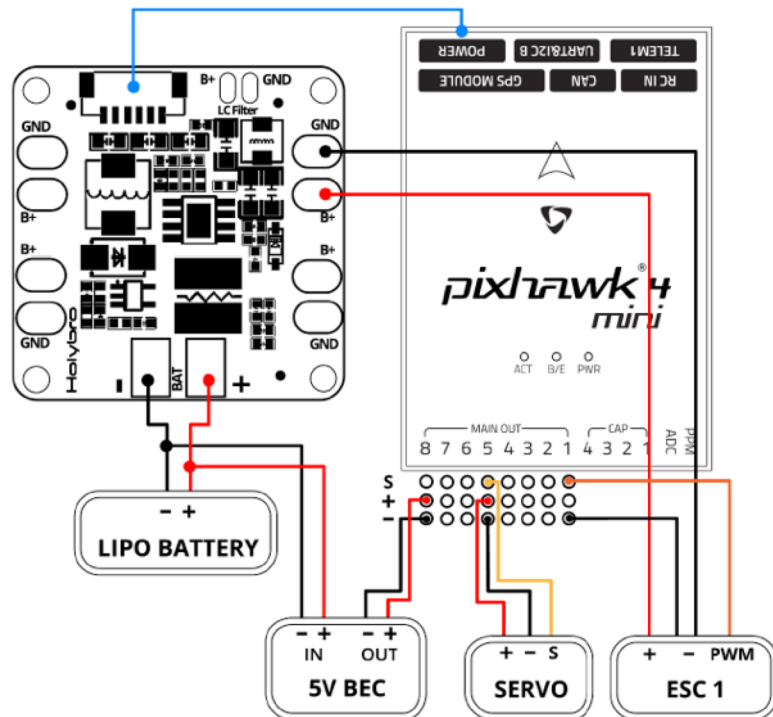 POWER UART&I2C B TELEM1
GPS MODULE CAN RC IN
B+ GND
LC Filter
GND GND
B+ B+
B+ B+
GND GND
Holybro
- BAT +
pixhawk®4
mini
ACT B/E PWR
MAIN OUT CAP
8 7 6 5 4 3 2 1 4 3 2 1 ADC PPM
S
+
-
- +
LIPO BATTERY
- + - +
IN OUT
5V BEC
+ - S
SERVO
+ - PWM
ESC 1